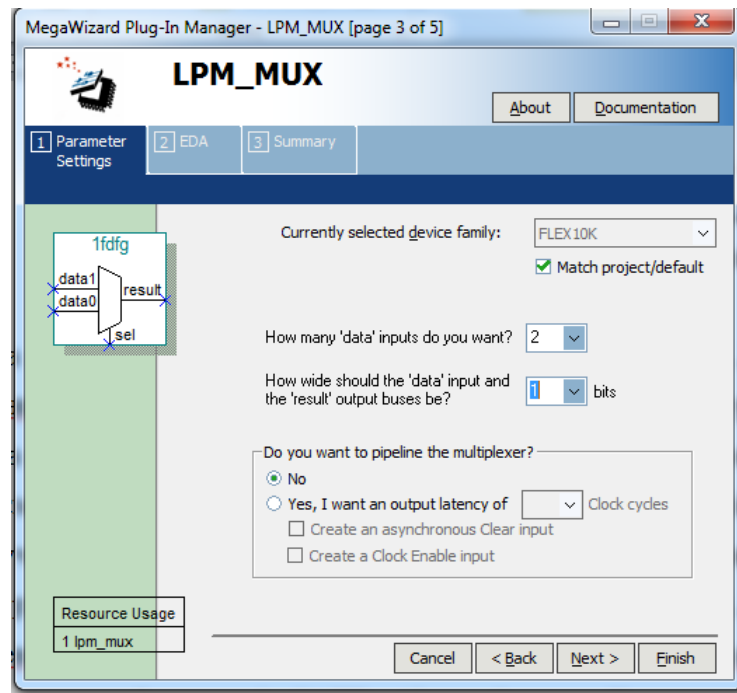 MegaWizard Plug-In Manager - LPM_MUX [page 3 of 5]
LPM_MUX
About
Documentation
1 Parameter
Settings
2 EDA
3 Summary
Currently selected device family:
FLEX10K
Match project/default
1fdfg
data1
data0
result
sel
How many 'data' inputs do you want?
2
How wide should the 'data' input and
the 'result' output buses be?
1
bits
Do you want to pipeline the multiplexer?
No
Yes, I want an output latency of
Clock cycles
Create an asynchronous Clear input
Create a Clock Enable input
Resource Usage
1 lpm_mux
Cancel
< Back
Next >
Finish